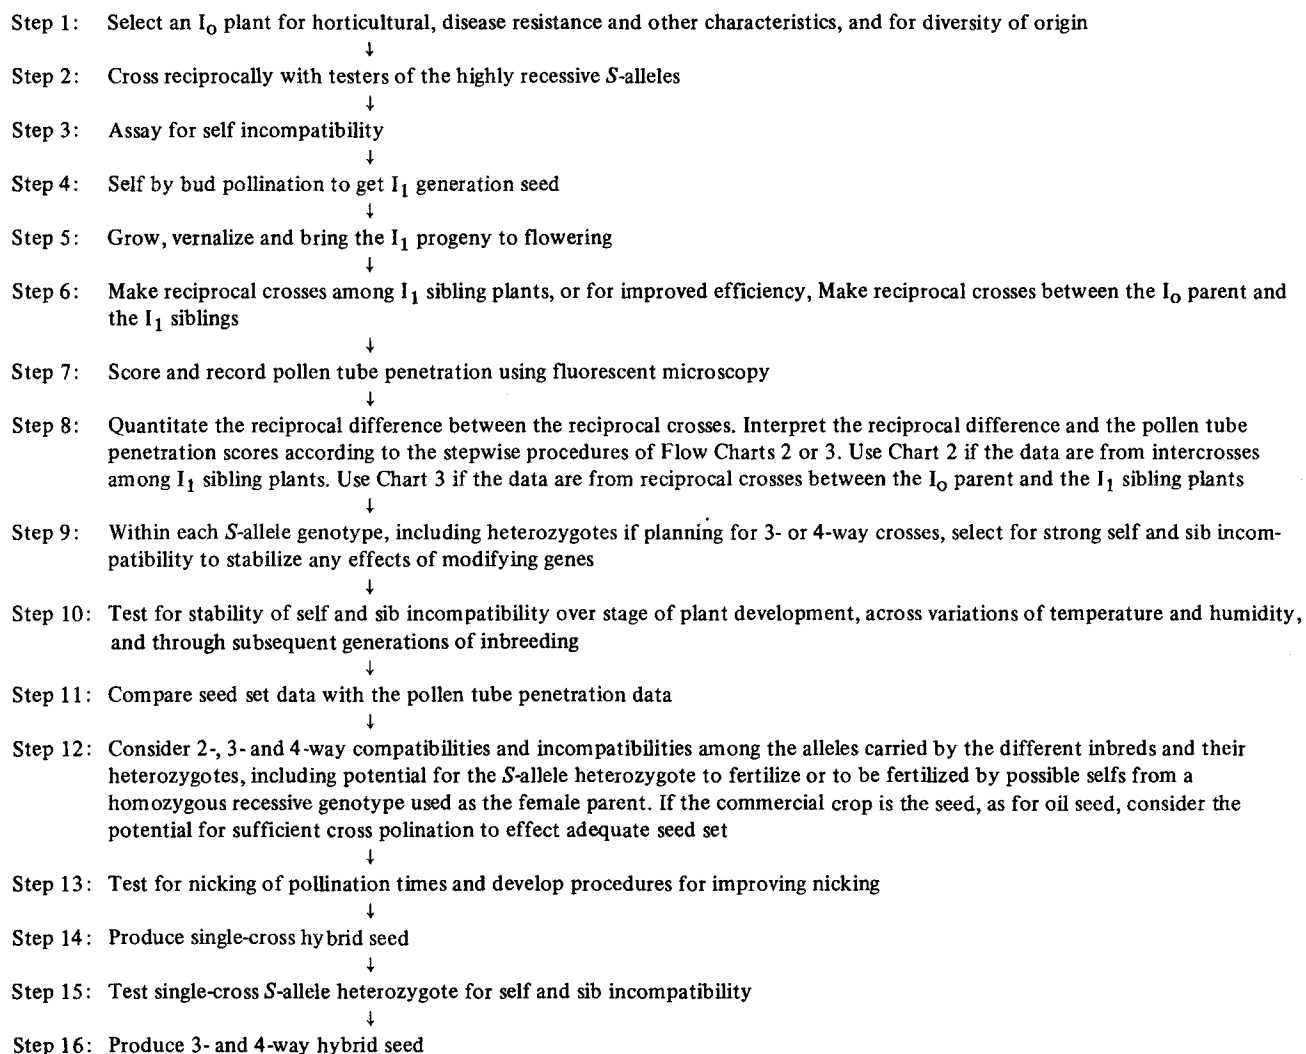 Step 1: Select an I₀ plant for horticultural, disease resistance and other characteristics, and for diversity of origin
↓
Step 2: Cross reciprocally with testers of the highly recessive S-alleles
↓
Step 3: Assay for self incompatibility
↓
Step 4: Self by bud pollination to get I₁ generation seed
↓
Step 5: Grow, vernalize and bring the I₁ progeny to flowering
↓
Step 6: Make reciprocal crosses among I₁ sibling plants, or for improved efficiency, Make reciprocal crosses between the I₀ parent and
the I₁ siblings
↓
Step 7: Score and record pollen tube penetration using fluorescent microscopy
↓
Step 8: Quantitate the reciprocal difference between the reciprocal crosses. Interpret the reciprocal difference and the pollen tube
penetration scores according to the stepwise procedures of Flow Charts 2 or 3. Use Chart 2 if the data are from intercrosses
among I₁ sibling plants. Use Chart 3 if the data are from reciprocal crosses between the I₀ parent and the I₁ sibling plants
↓
Step 9: Within each S-allele genotype, including heterozygotes if planning for 3- or 4-way crosses, select for strong self and sib incom-
patibility to stabilize any effects of modifying genes
↓
Step 10: Test for stability of self and sib incompatibility over stage of plant development, across variations of temperature and humidity,
and through subsequent generations of inbreeding
↓
Step 11: Compare seed set data with the pollen tube penetration data
↓
Step 12: Consider 2-, 3- and 4-way compatibilities and incompatibilities among the alleles carried by the different inbreds and their
heterozygotes, including potential for the S-allele heterozygote to fertilize or to be fertilized by possible selfs from a
homozygous recessive genotype used as the female parent. If the commercial crop is the seed, as for oil seed, consider the
potential for sufficient cross polination to effect adequate seed set
↓
Step 13: Test for nicking of pollination times and develop procedures for improving nicking
↓
Step 14: Produce single-cross hybrid seed
↓
Step 15: Test single-cross S-allele heterozygote for self and sib incompatibility
↓
Step 16: Produce 3- and 4-way hybrid seed